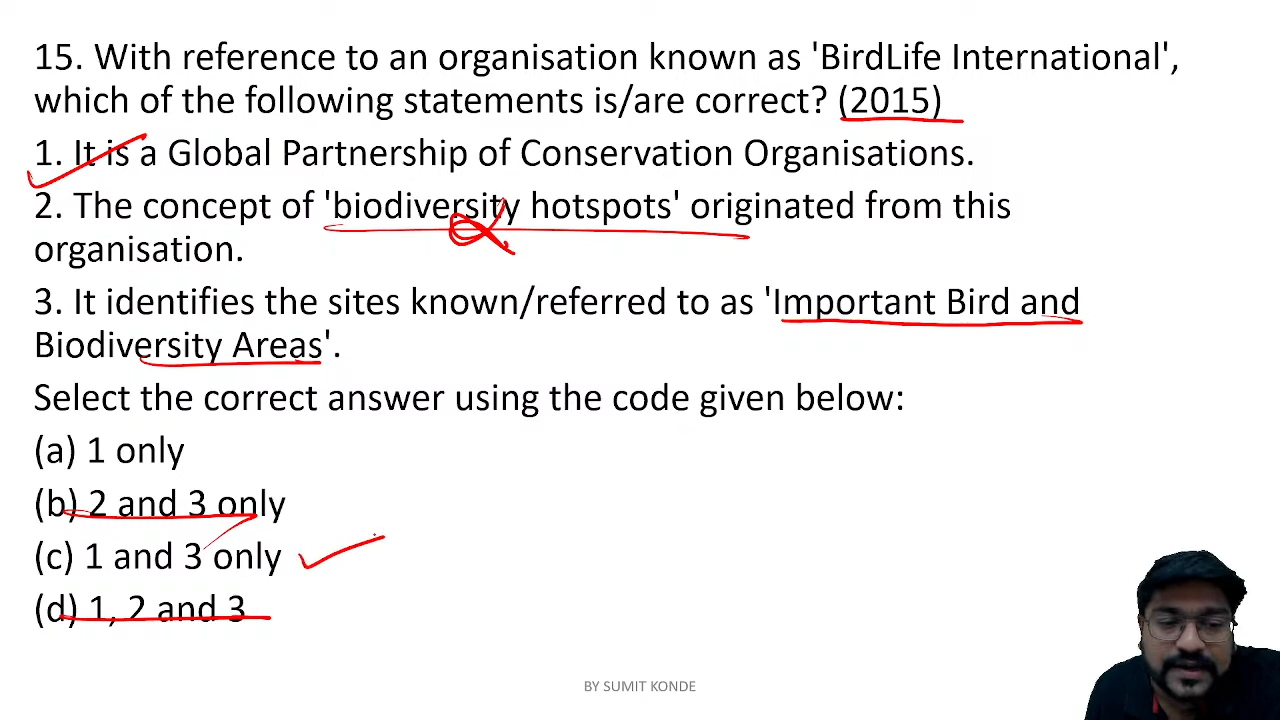 15. With reference to an organisation known as 'BirdLife International',
which of the following statements is/are correct? (2015)
1. It is a Global Partnership of Conservation Organisations.
2. The concept of 'biodiversity hotspots' originated from this
organisation.
3. It identifies the sites known/referred to as 'Important Bird and
Biodiversity Areas'.
Select the correct answer using the code given below:
(a) 1 only
(b) 2 and 3 only
(c) 1 and 3 only
(d) 1, 2 and 3
BY SUMIT KONDE